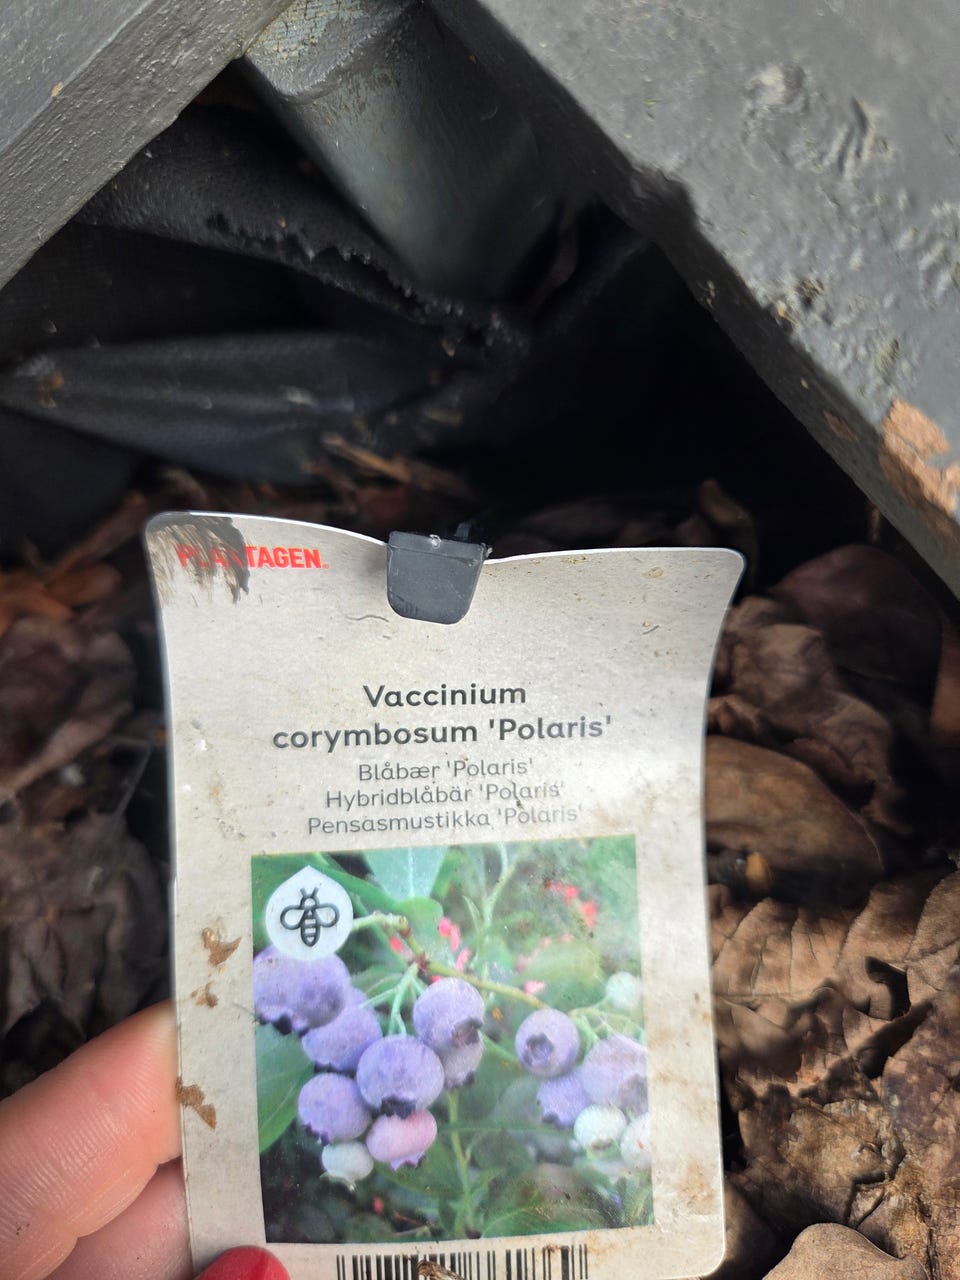 PLANTAGEN
Vaccinium
corymbosum 'Polaris'
Blåbær 'Polaris'
Hybridblåbär 'Polaris'
Pensasmustikka 'Polaris'